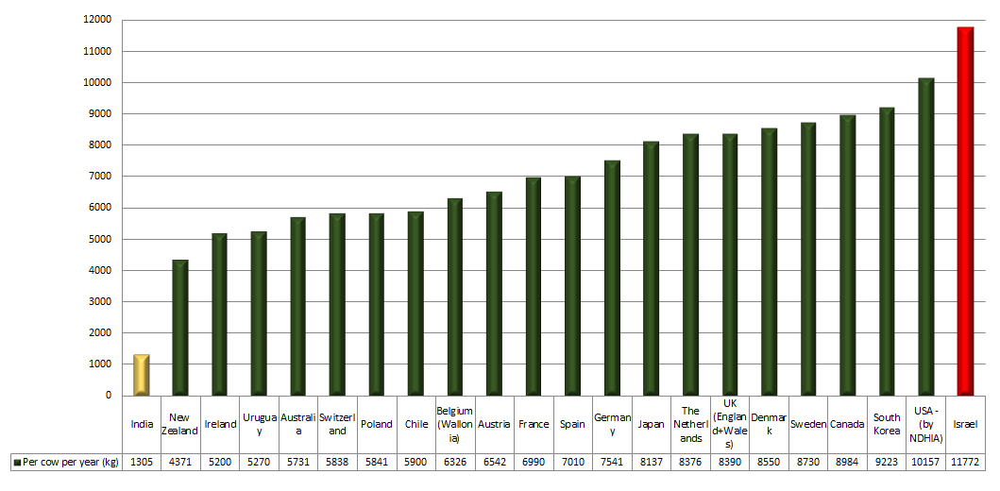 12000
11000
10000
9000
8000
7000
6000
5000
4000
3000
2000
1000
0
India
New
Zealand
Ireland
Urugua
y
Australi
a
Switzerl
and
Poland
Chile
Belgium
(Wallo
nia)
Austria
France
Spain
German
y
Japan
The
Netherl
ands
UK
(Englan
d+Wale
s)
Denmar
k
Sweden
Canada
South
Korea
USA -
(by
NDHIA)
Israel
Per cow per year (kg) 1305 4371 5200 5270 5731 5838 5841 5900 6326 6542 6990 7010 7541 8137 8376 8390 8550 8730 8984 9223 10157 11772